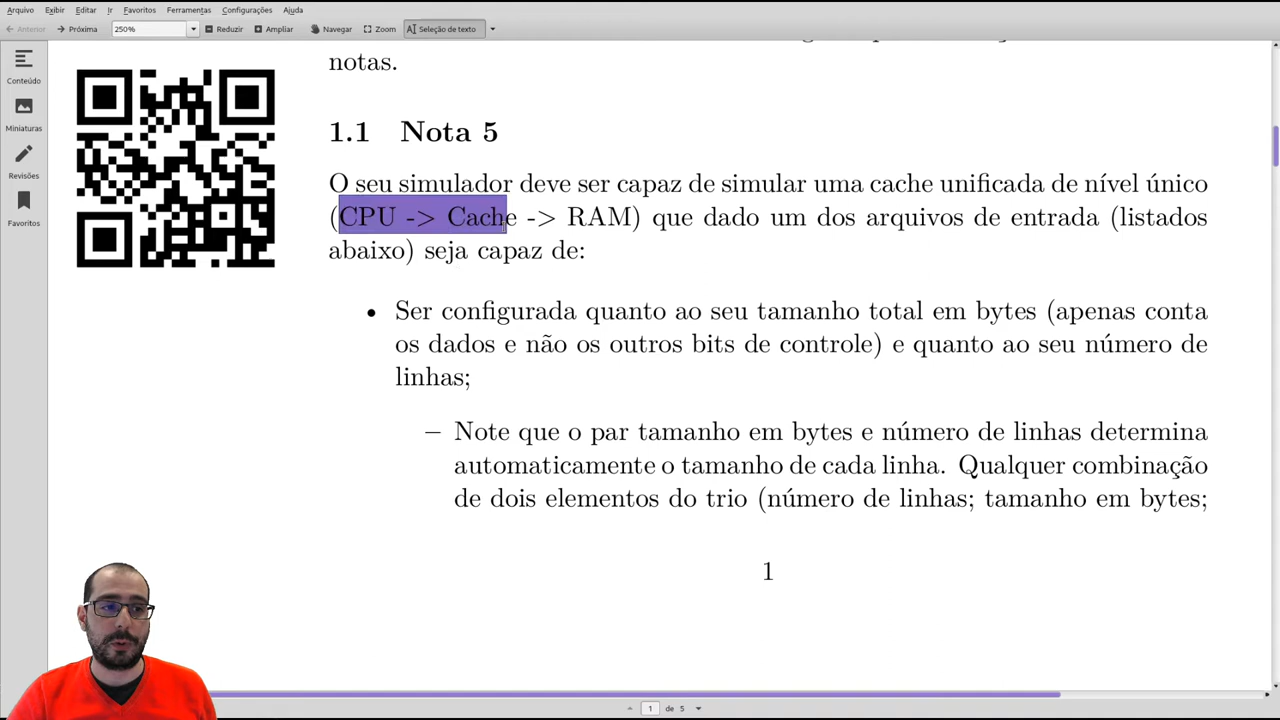 Arquivo Exibir Editar Ir Favoritos Ferramentas Configurações Ajuda
Anterior Próxima 250% Reduzir Ampliar Navegar Zoom Seleção de texto
Conteúdo
Miniaturas
Revisões
Favoritos
notas.
1.1 Nota 5
O seu simulador deve ser capaz de simular uma cache unificada de nível único
(CPU -> Cache -> RAM) que dado um dos arquivos de entrada (listados
abaixo) seja capaz de:
• Ser configurada quanto ao seu tamanho total em bytes (apenas conta
os dados e não os outros bits de controle) e quanto ao seu número de
linhas;
– Note que o par tamanho em bytes e número de linhas determina
automaticamente o tamanho de cada linha. Qualquer combinação
de dois elementos do trio (número de linhas; tamanho em bytes;
1
1 de 5